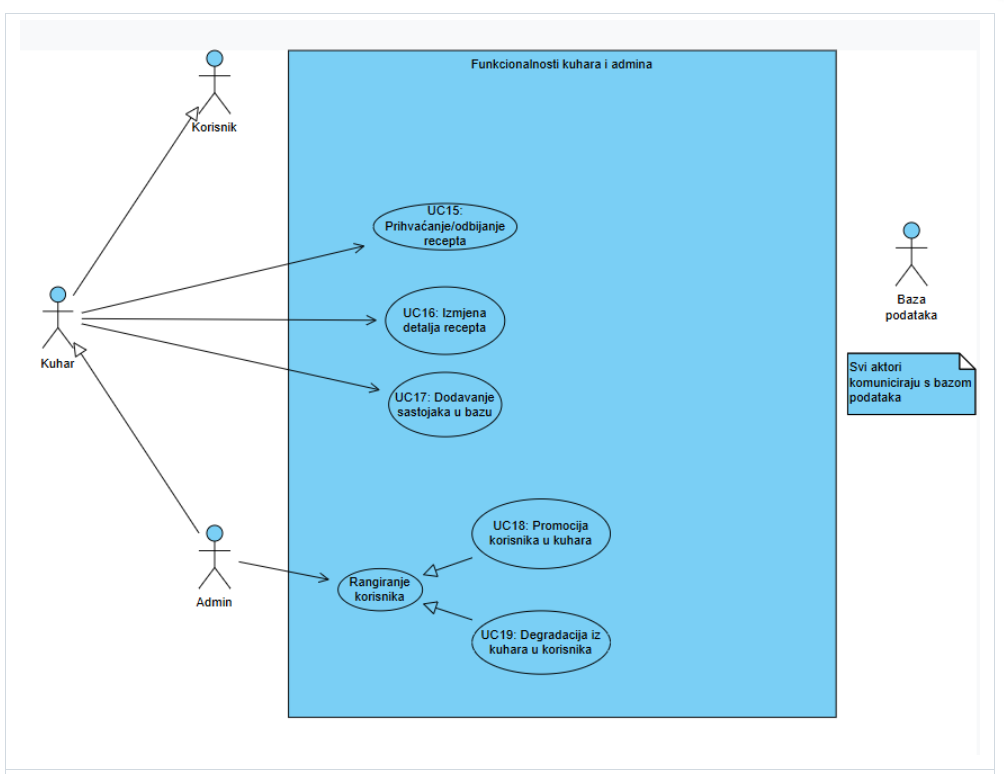 Funkcionalnosti kuhara i admina
Korisnik
UC15:
Prihvaćanje/odbijanje
recepta
Baza
podataka
UC16: Izmjena
detalja recepta
Kuhar
Svi aktori
komuniciraju s bazom
podataka
UC17: Dodavanje
sastojaka u bazu
UC18: Promocija
korisnika u kuhara
Rangiranje
korisnika
Admin
UC19: Degradacija iz
kuhara u korisnika